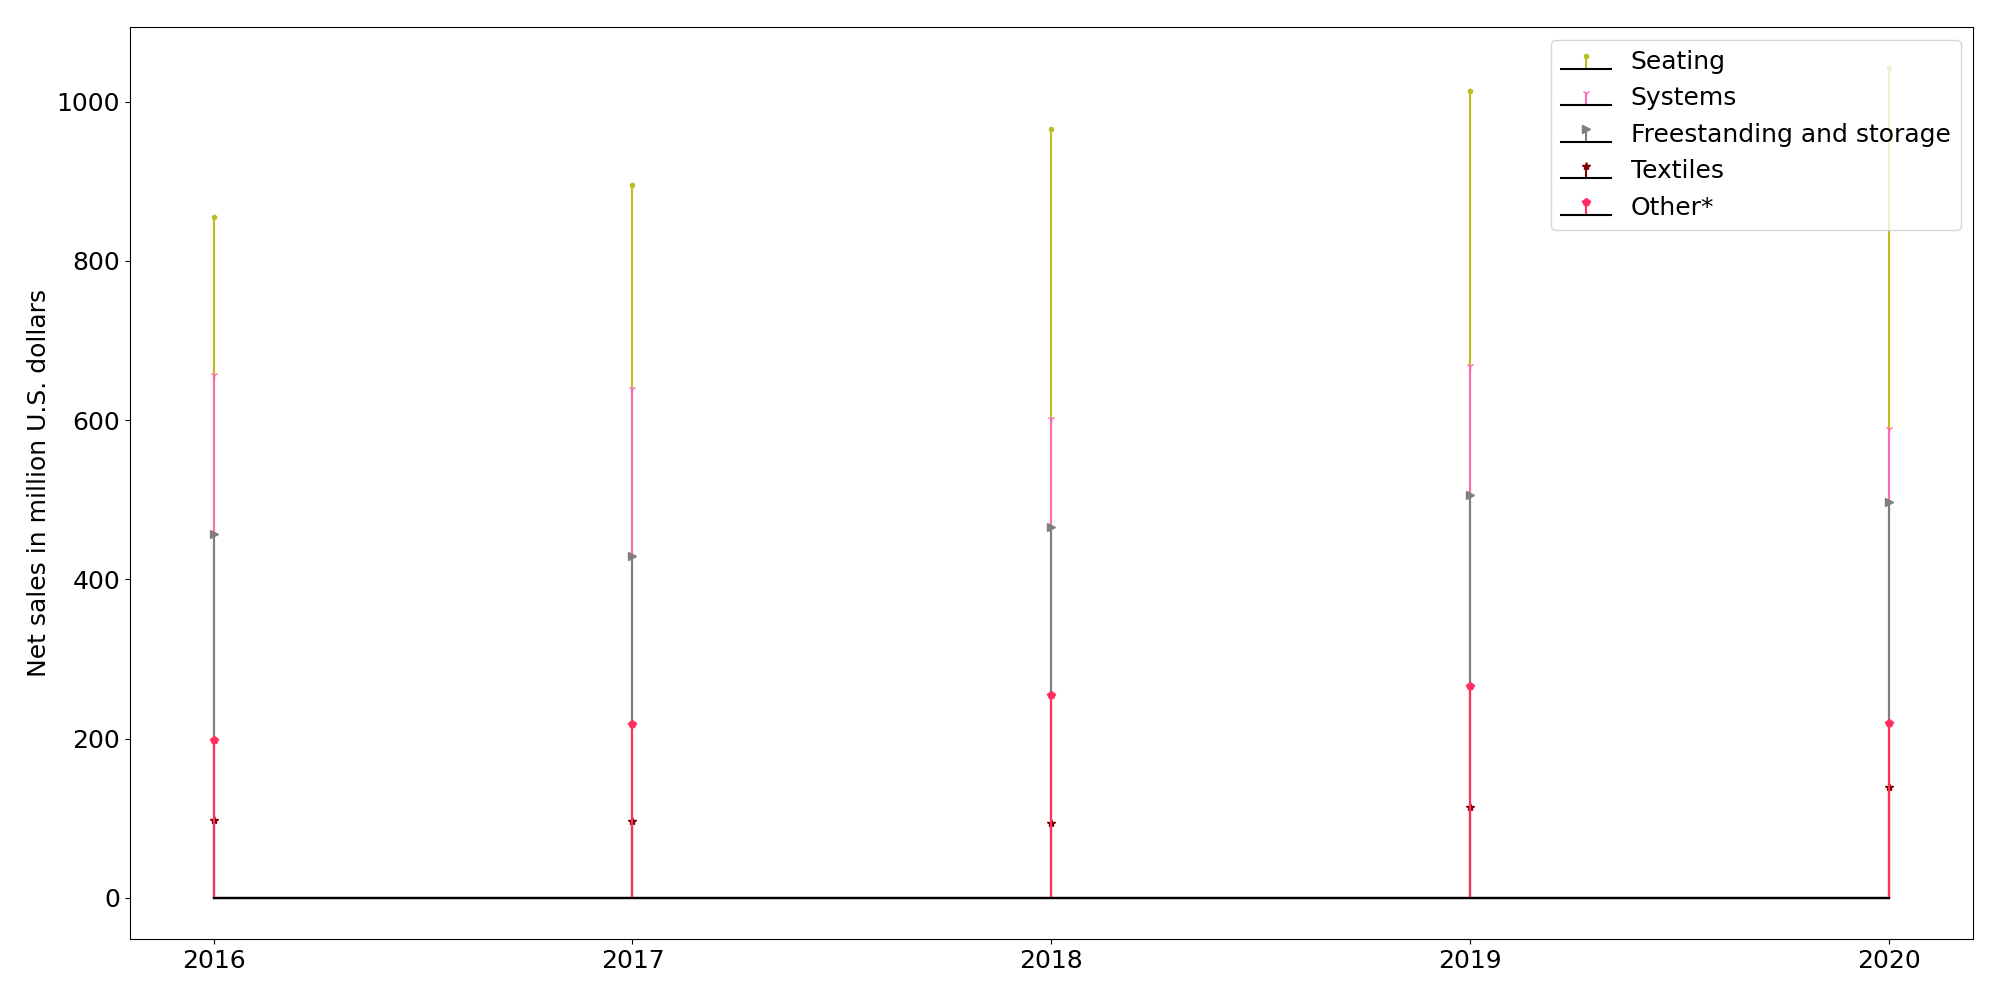 Net sales in million U.S. dollars
1000
800
600
400
200
0
2016
2017
2018
2019
2020
Seating
Systems
Freestanding and storage
Textiles
Other*